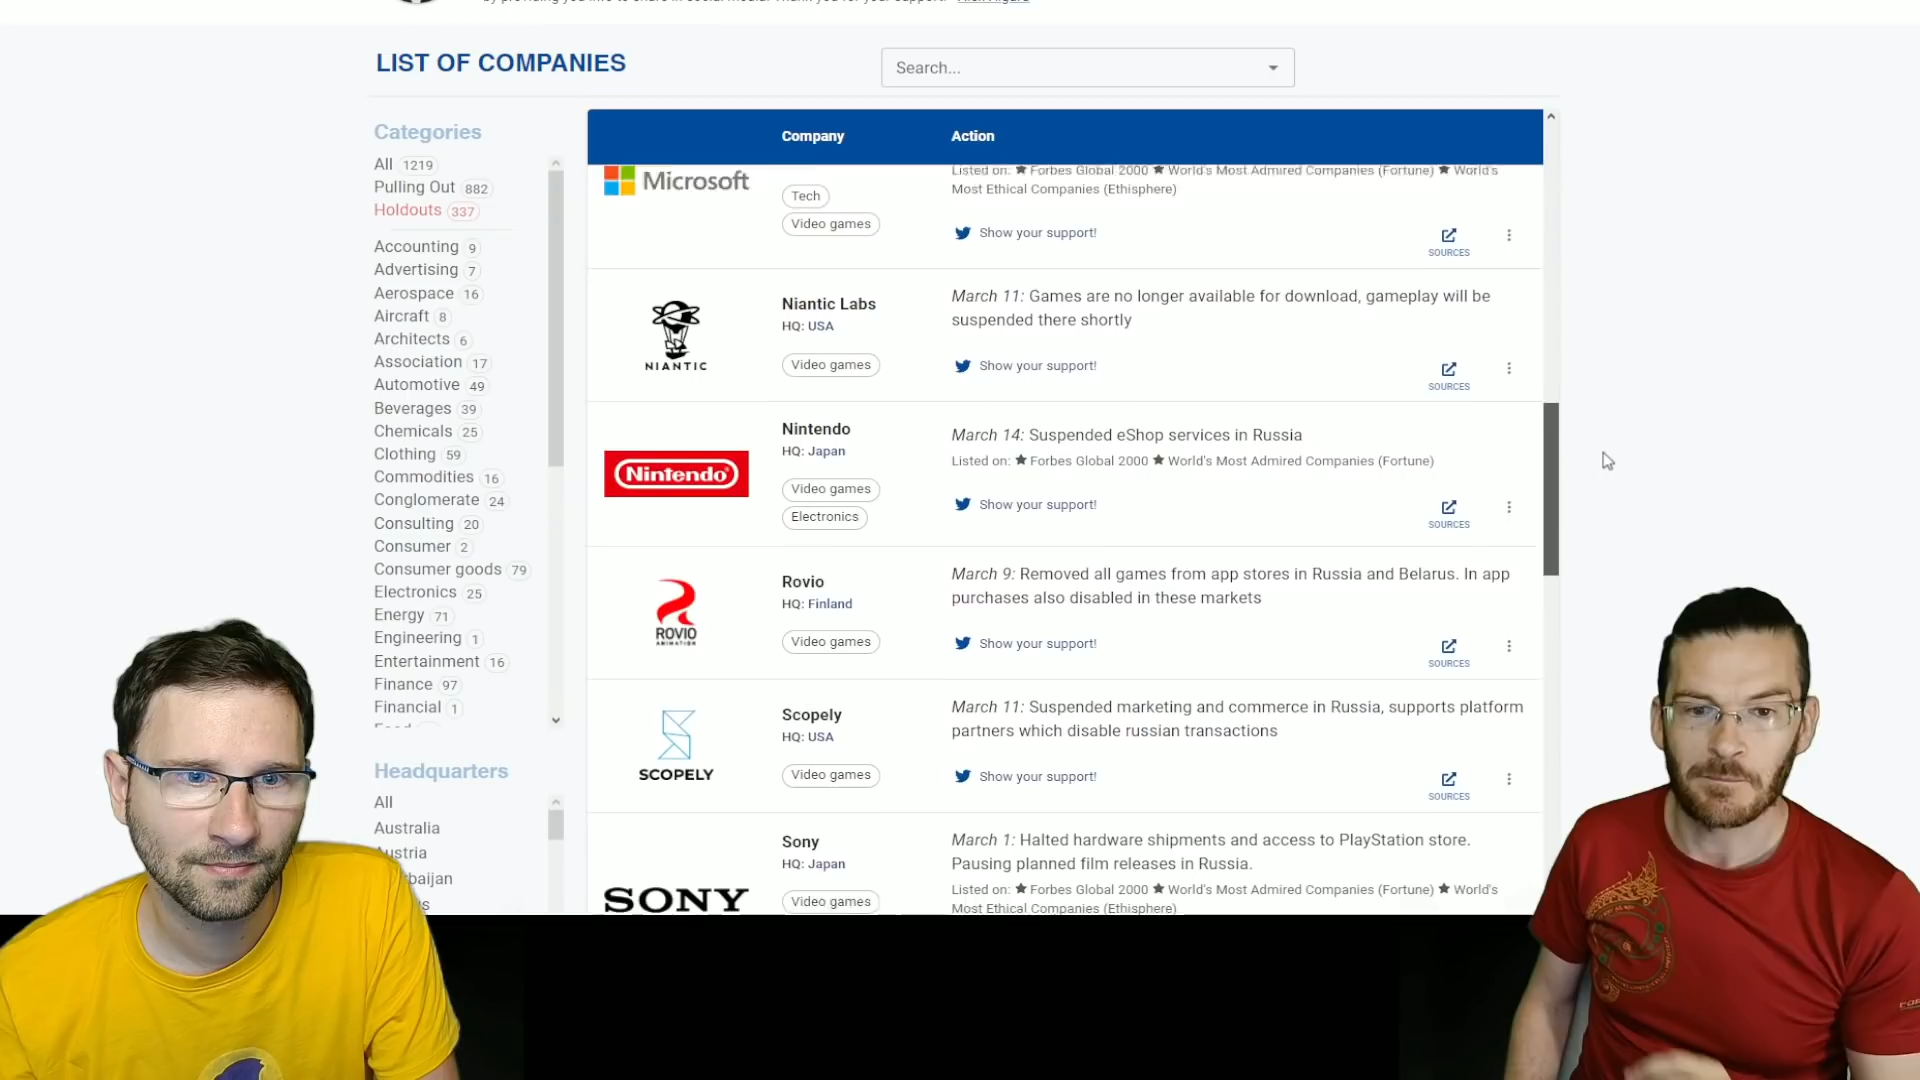 LIST OF COMPANIES
Search...
Categories
All 1219
Pulling Out 882
Holdouts 337
Accounting 9
Advertising 7
Aerospace 16
Aircraft 8
Architects 6
Association 17
Automotive 49
Beverages 39
Chemicals 25
Clothing 59
Commodities 16
Conglomerate 24
Consulting 20
Consumer 2
Consumer goods 79
Electronics 25
Energy 71
Engineering 1
Entertainment 16
Finance 97
Financial 1
Headquarters
All
Australia
Company Action
Microsoft
Tech
Video games
Listed on: ★ Forbes Global 2000 ★ World's Most Admired Companies (Fortune) ★ World's
Most Ethical Companies (Ethisphere)
Show your support!
SOURCES
NIANTIC
Niantic Labs
HQ: USA
Video games
March 11: Games are no longer available for download, gameplay will be
suspended there shortly
Show your support!
SOURCES
Nintendo
Nintendo
HQ: Japan
Video games
Electronics
March 14: Suspended eShop services in Russia
Listed on: ★ Forbes Global 2000 ★ World's Most Admired Companies (Fortune)
Show your support!
SOURCES
ROVIO
ANIMATION
Rovio
HQ: Finland
Video games
March 9: Removed all games from app stores in Russia and Belarus. In app
purchases also disabled in these markets
Show your support!
SOURCES
SCOPELY
Scopely
HQ: USA
Video games
March 11: Suspended marketing and commerce in Russia, supports platform
partners which disable russian transactions
Show your support!
SOURCES
SONY
Sony
HQ: Japan
Video games
March 1: Halted hardware shipments and access to PlayStation store.
Pausing planned film releases in Russia.
Listed on: ★ Forbes Global 2000 ★ World's Most Admired Companies (Fortune) ★ World's
Most Ethical Companies (Ethisphere)